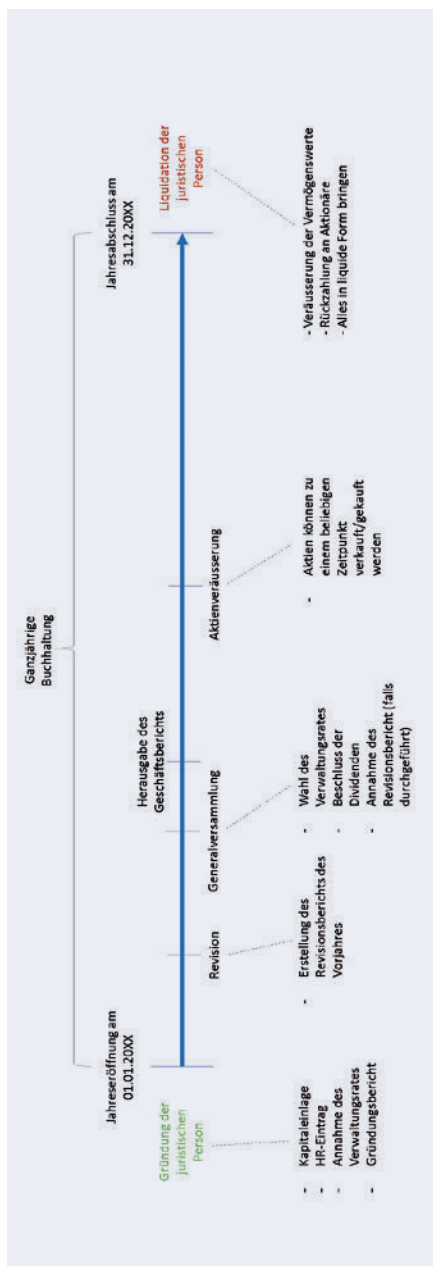 Ganzjährige
Buchhaltung
Jahreseröffnung am
01.01.20XX
Jahresabschluss am
31.12.20XX
Gründung der
juristischen
Person
Herausgabe des
Geschäftsberichts
Liquidation der
juristischen
Person
Revision
Generalversammlung
Aktienveräusserung
- Kapitaleinlage
- HR-Eintrag
- Annahme des
Verwaltungsrates
- Gründungsbericht
- Erstellung des
Revisionsberichts des
Vorjahres
- Wahl des
Verwaltungsrates
- Beschluss der
Dividenden
- Annahme des
Revisionsbericht (falls
durchgeführt)
- Aktien können zu
einem beliebigen
Zeitpunkt
verkauft/gekauft
werden
- Veräusserung der Vermögenswerte
- Rückzahlung an Aktionäre
- Alles in liquide Form bringen